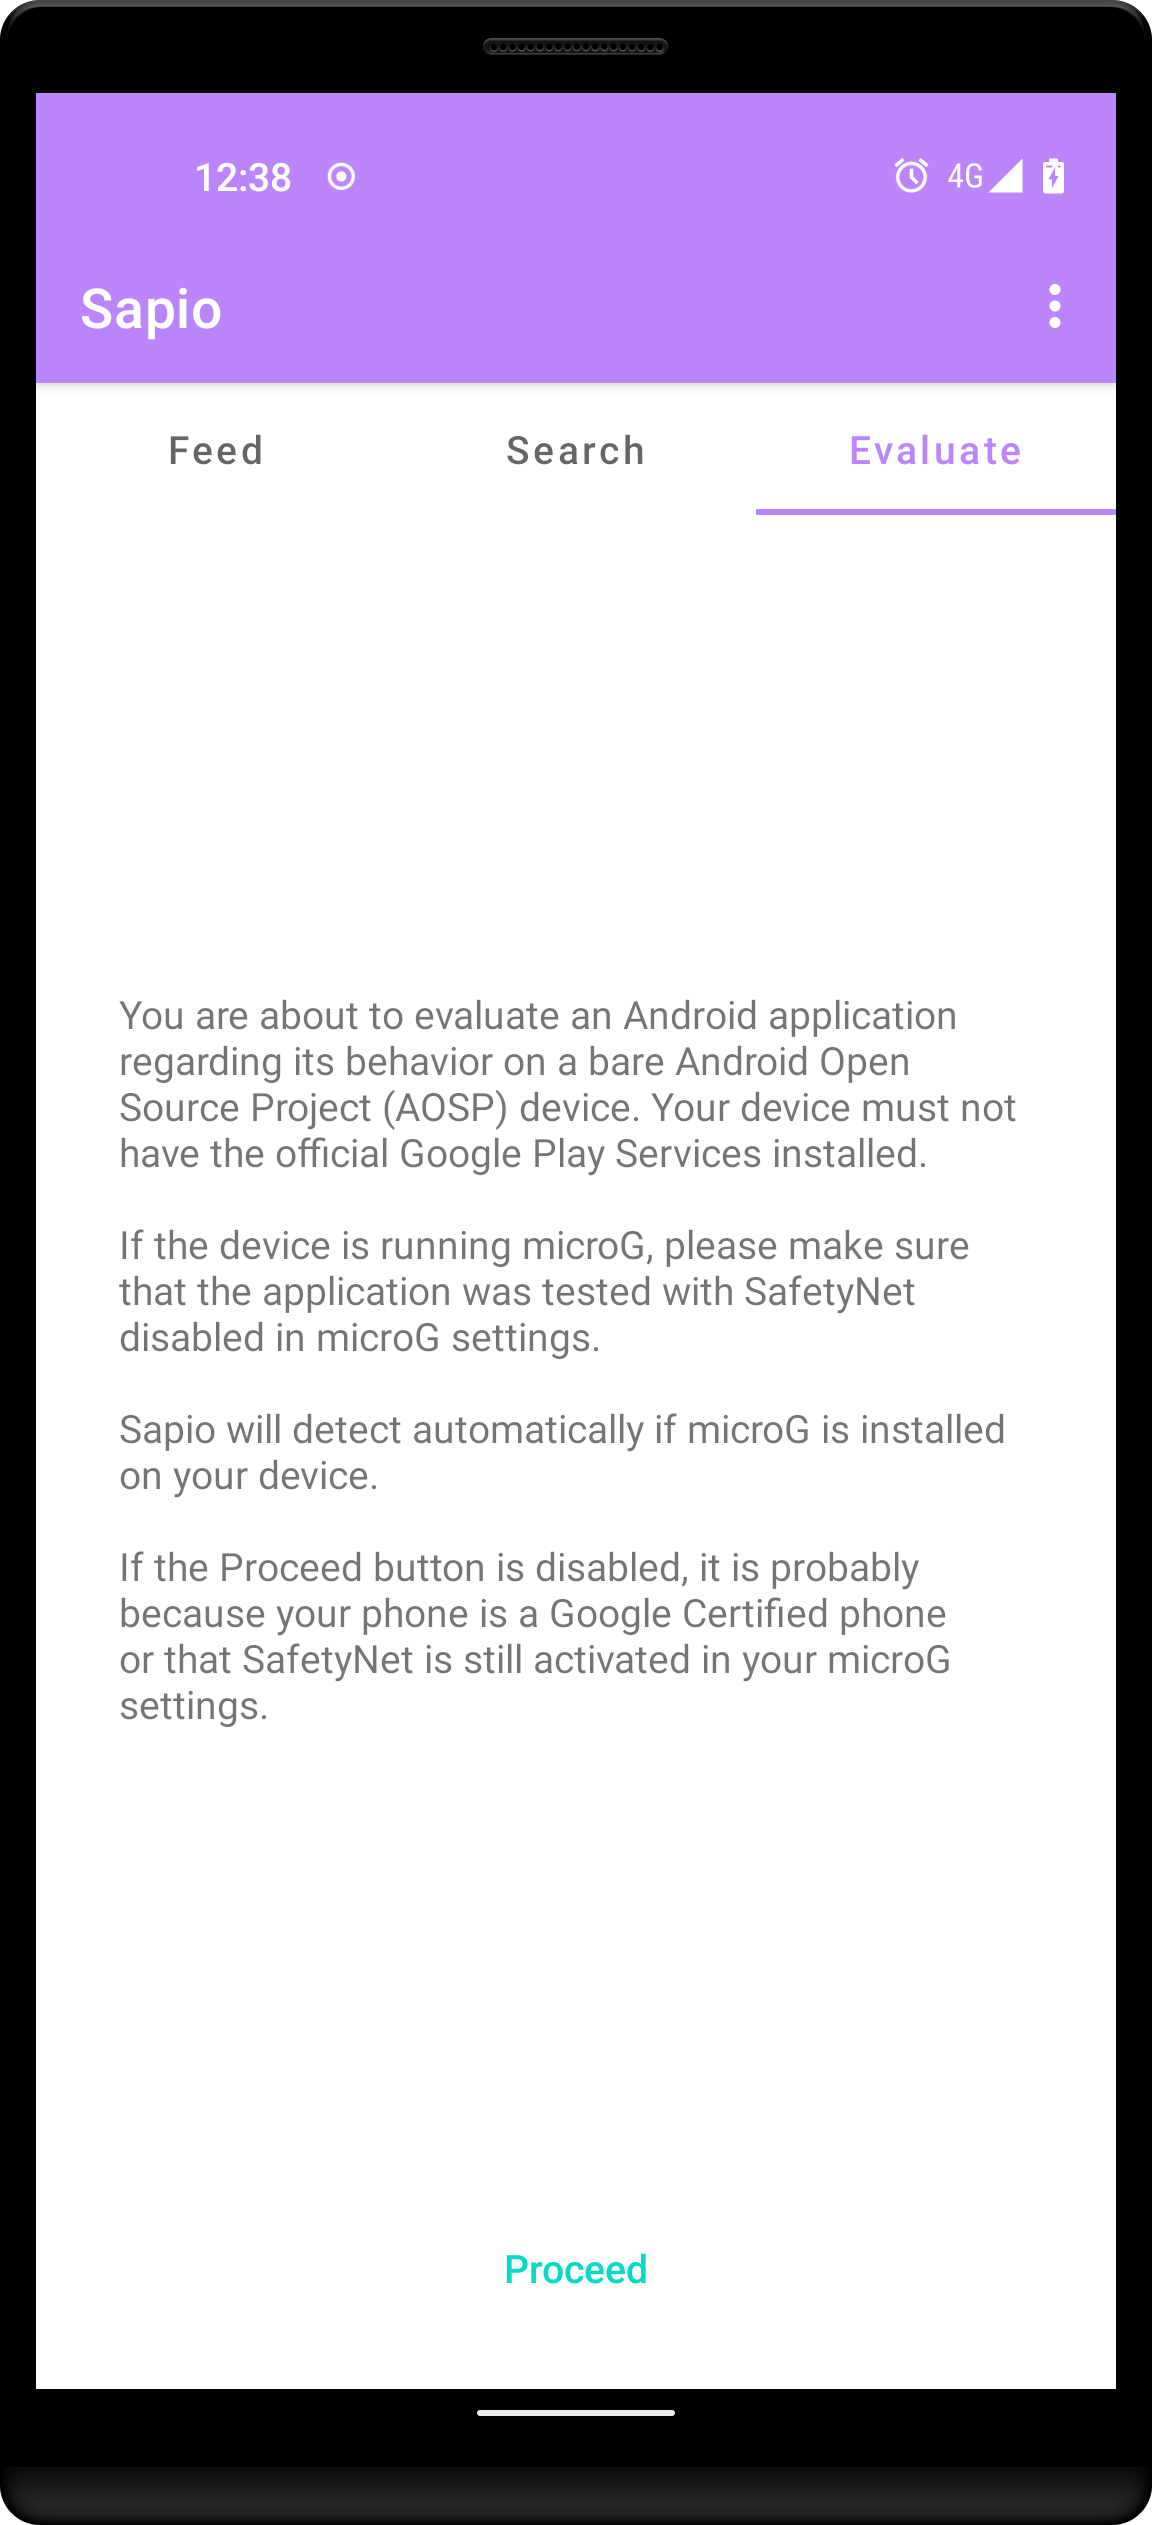 12:38
4G
Sapio
Feed
Search
Evaluate
You are about to evaluate an Android application
regarding its behavior on a bare Android Open
Source Project (AOSP) device. Your device must not
have the official Google Play Services installed.
If the device is running microG, please make sure
that the application was tested with SafetyNet
disabled in microG settings.
Sapio will detect automatically if microG is installed
on your device.
If the Proceed button is disabled, it is probably
because your phone is a Google Certified phone
or that SafetyNet is still activated in your microG
settings.
Proceed